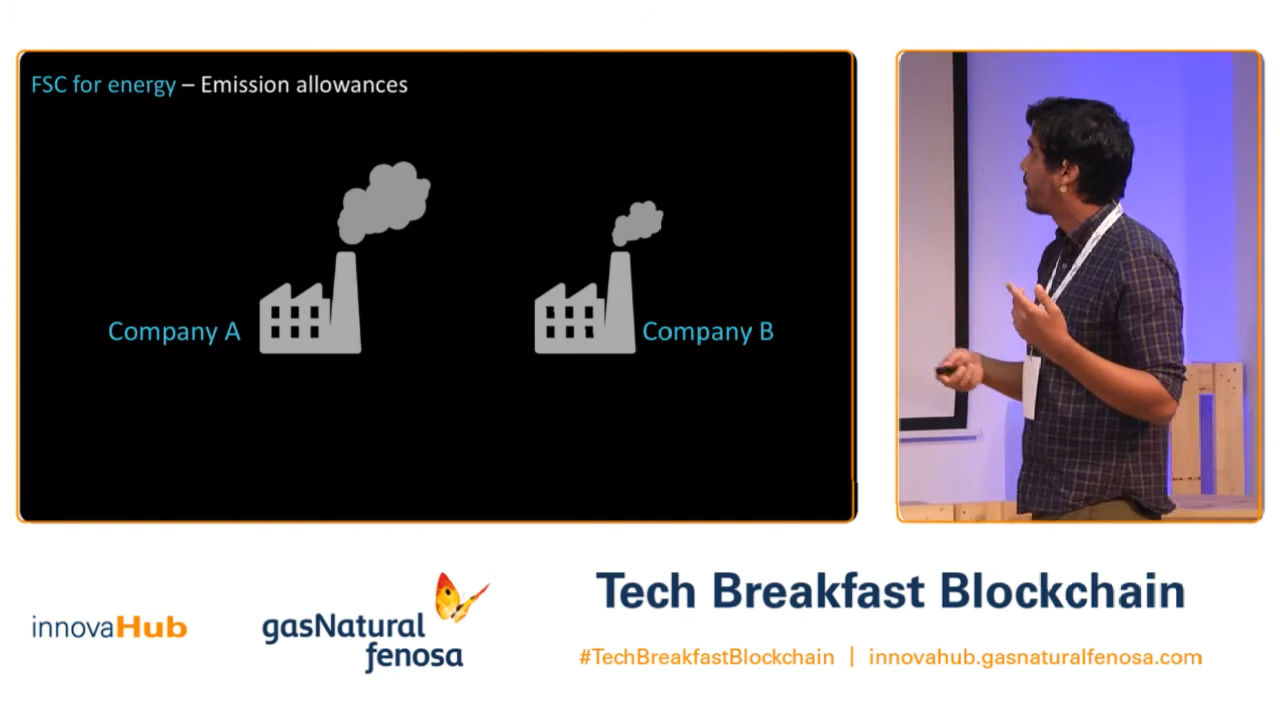 FSC for energy – Emission allowances
Company A
Company B
Tech Breakfast Blockchain
innovaHub
gasNatural
fenosa
#TechBreakfastBlockchain | innovahub.gasnaturalfenosa.com